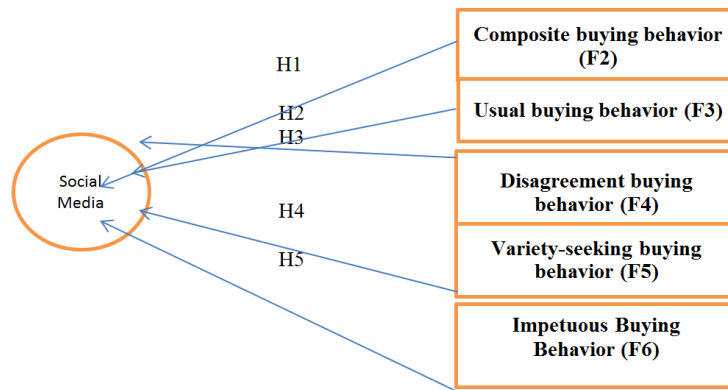 H1
H2
H3
H4
H5
Social
Media
Composite buying behavior
(F2)
Usual buying behavior (F3)
Disagreement buying
behavior (F4)
Variety-seeking buying
behavior (F5)
Impetuous Buying
Behavior (F6)